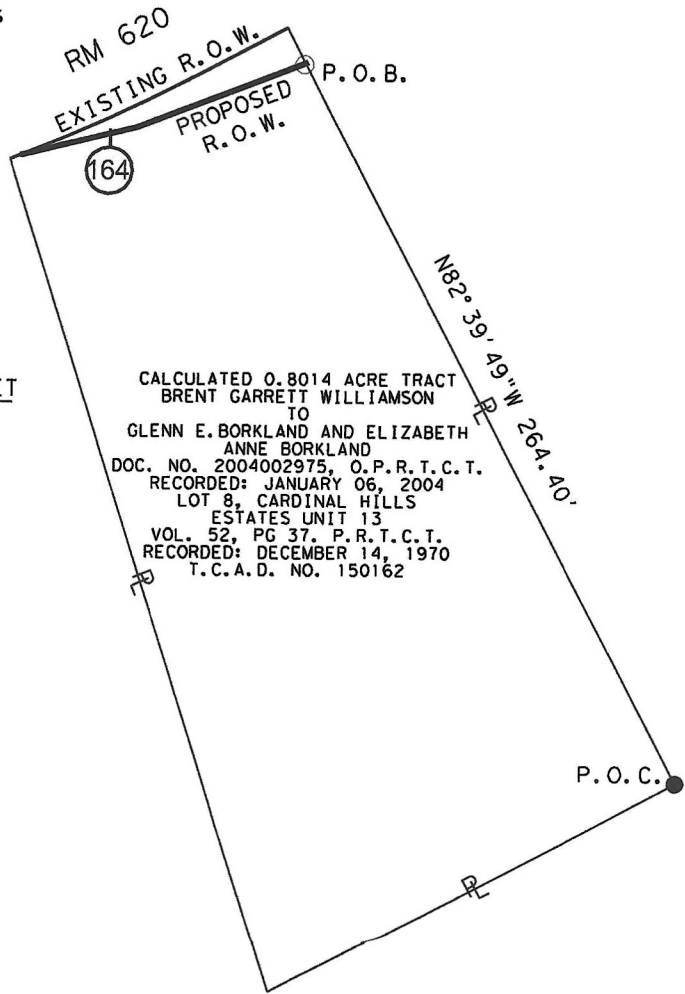 RM 620
EXISTING R.O.W.
P.O.B.
PROPOSED
R.O.W.
164
N82°39'49"W 264.40'
PL
CALCULATED 0.8014 ACRE TRACT
BRENT GARRETT WILLIAMSON
TO
GLENN E. BORKLAND AND ELIZABETH
ANNE BORKLAND
DOC. NO. 2004002975, O.P.R.T.C.T.
RECORDED: JANUARY 06, 2004
LOT 8, CARDINAL HILLS
ESTATES UNIT 13
VOL. 52, PG 37. P.R.T.C.T.
RECORDED: DECEMBER 14, 1970
T.C.A.D. NO. 150162
PL
P.O.C.
PL